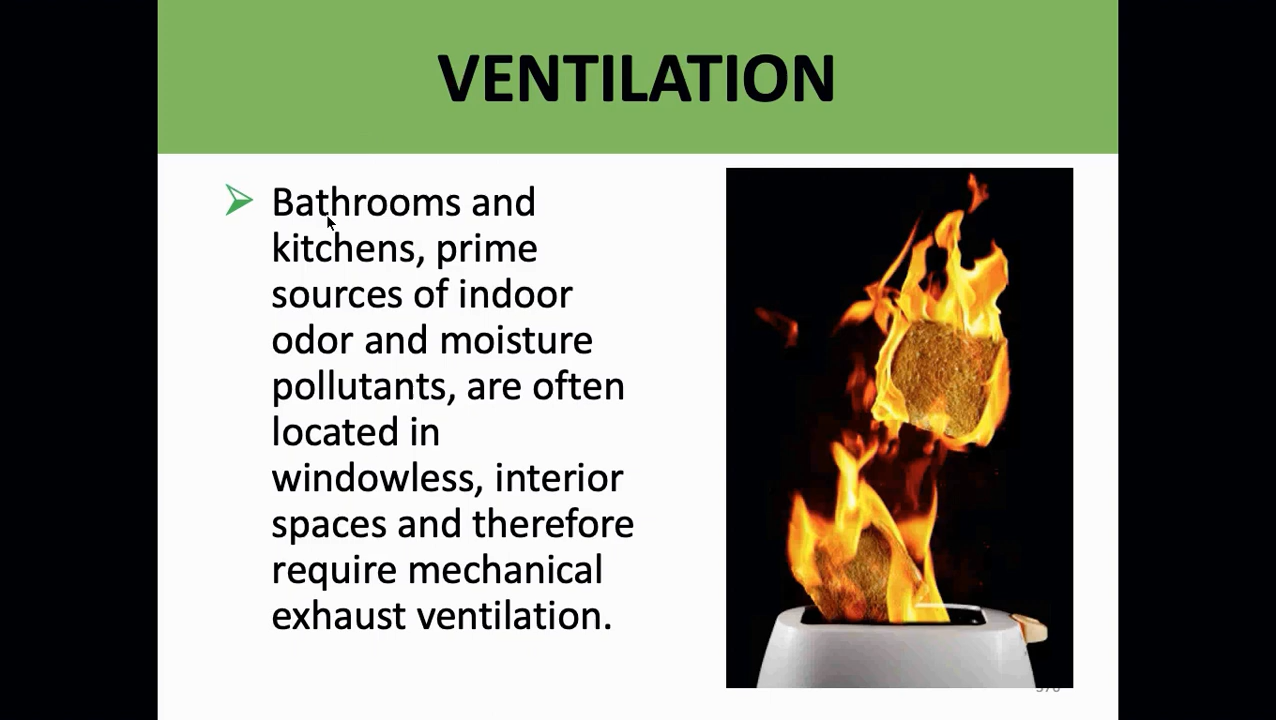 VENTILATION
Bathrooms and
kitchens, prime
sources of indoor
odor and moisture
pollutants, are often
located in
windowless, interior
spaces and therefore
require mechanical
exhaust ventilation.